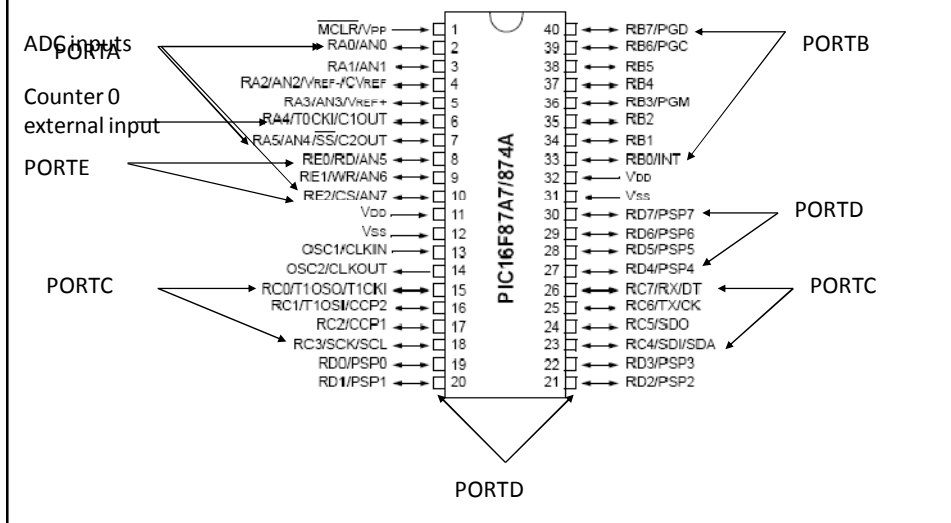 ADC inputs
PORTA
Counter 0
external input
PORTE
PORTC
MCLR/VPP 1
RA0/AN0 2
RA1/AN1 3
RA2/AN2/VREF-/CVREF 4
RA3/AN3/VREF+ 5
RA4/T0CKI/C1OUT 6
RA5/AN4/SS/C2OUT 7
RE0/RD/AN5 8
RE1/WR/AN6 9
RE2/CS/AN7 10
VDD 11
VSS 12
OSC1/CLKIN 13
OSC2/CLKOUT 14
RC0/T1OSO/T1CKI 15
RC1/T1OSI/CCP2 16
RC2/CCP1 17
RC3/SCK/SCL 18
RD0/PSP0 19
RD1/PSP1 20
PIC16F87A7/874A
40 RB7/PGD
39 RB6/PGC
38 RB5
37 RB4
36 RB3/PGM
35 RB2
34 RB1
33 RB0/INT
32 VDD
31 VSS
30 RD7/PSP7
29 RD6/PSP6
28 RD5/PSP5
27 RD4/PSP4
26 RC7/RX/DT
25 RC6/TX/CK
24 RC5/SDO
23 RC4/SDI/SDA
22 RD3/PSP3
21 RD2/PSP2
PORTB
PORTD
PORTC
PORTD